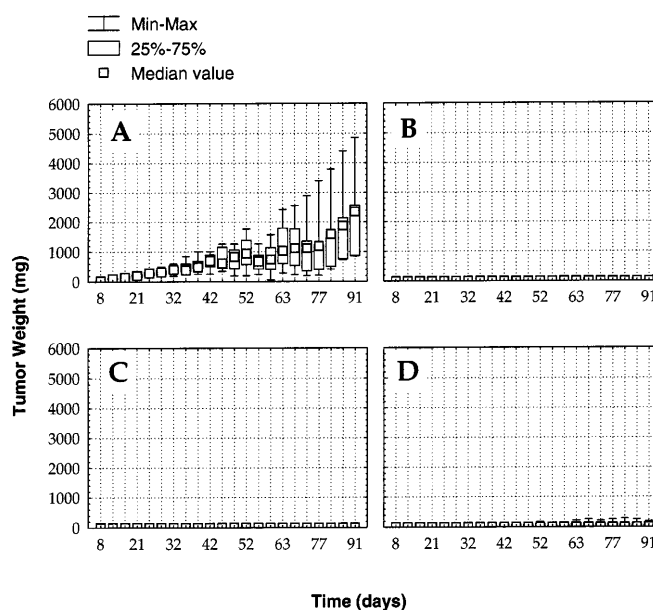 Min-Max
25%-75%
Median value
Tumor Weight (mg)
6000
5000
4000
3000
2000
1000
0
A
8 21 32 42 52 63 77 91
B
8 21 32 42 52 63 77 91
6000
5000
4000
3000
2000
1000
0
C
8 21 32 42 52 63 77 91
D
8 21 32 42 52 63 77 91
Time (days)